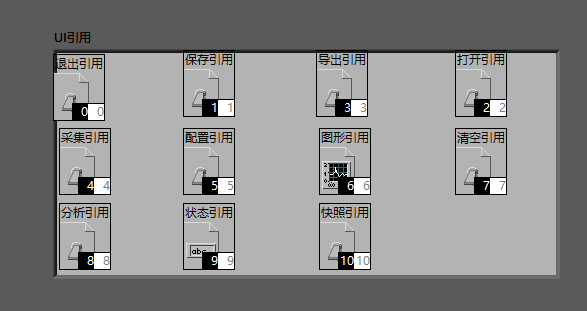 UI引用
退出引用 保存引用 导出引用 打开引用
0 0 1 1 3 3 2 2
采集引用 配置引用 图形引用 清空引用
2
1
0
4 4 5 5 6 6 7 7
分析引用 状态引用 快照引用
abc
8 8 9 9 10 10